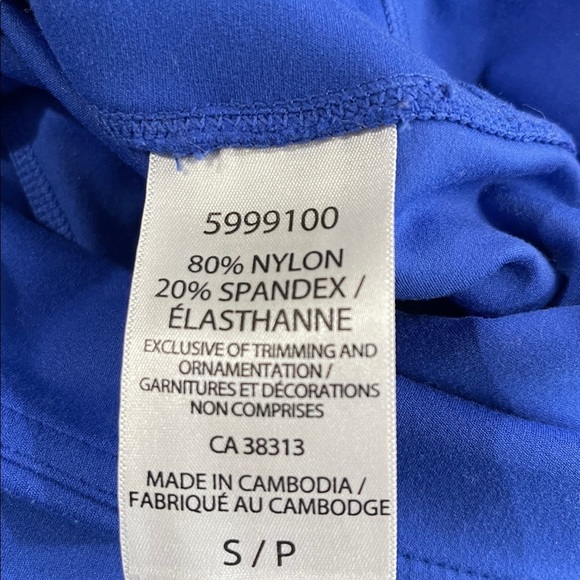 5999100
80% NYLON
20% SPANDEX /
ÉLASTHANNE
EXCLUSIVE OF TRIMMING AND
ORNAMENTATION /
GARNITURES ET DÉCORATIONS
NON COMPRISES
CA 38313
MADE IN CAMBODIA /
FABRIQUÉ AU CAMBODGE
S / P